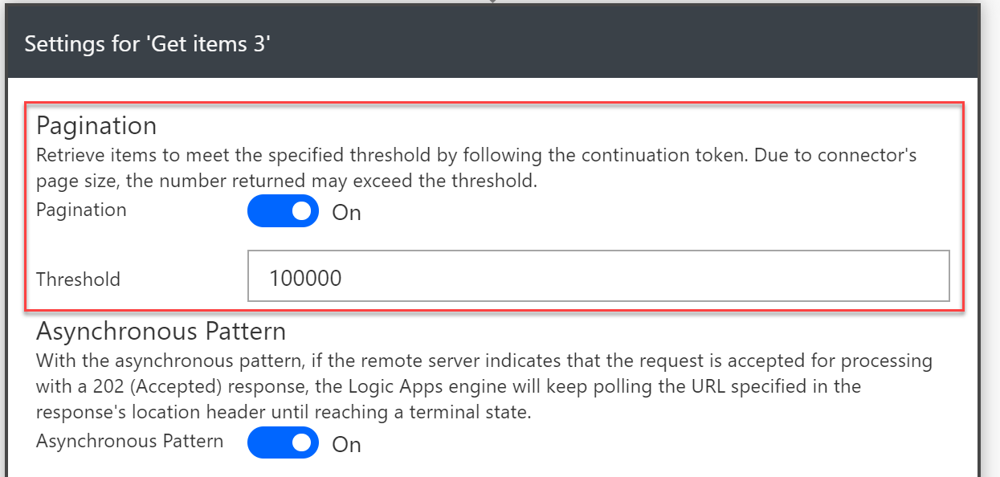 Settings for 'Get items 3'
Pagination
Retrieve items to meet the specified threshold by following the continuation token. Due to connector's
page size, the number returned may exceed the threshold.
Pagination On
Threshold 100000
Asynchronous Pattern
With the asynchronous pattern, if the remote server indicates that the request is accepted for processing
with a 202 (Accepted) response, the Logic Apps engine will keep polling the URL specified in the
response's location header until reaching a terminal state.
Asynchronous Pattern On